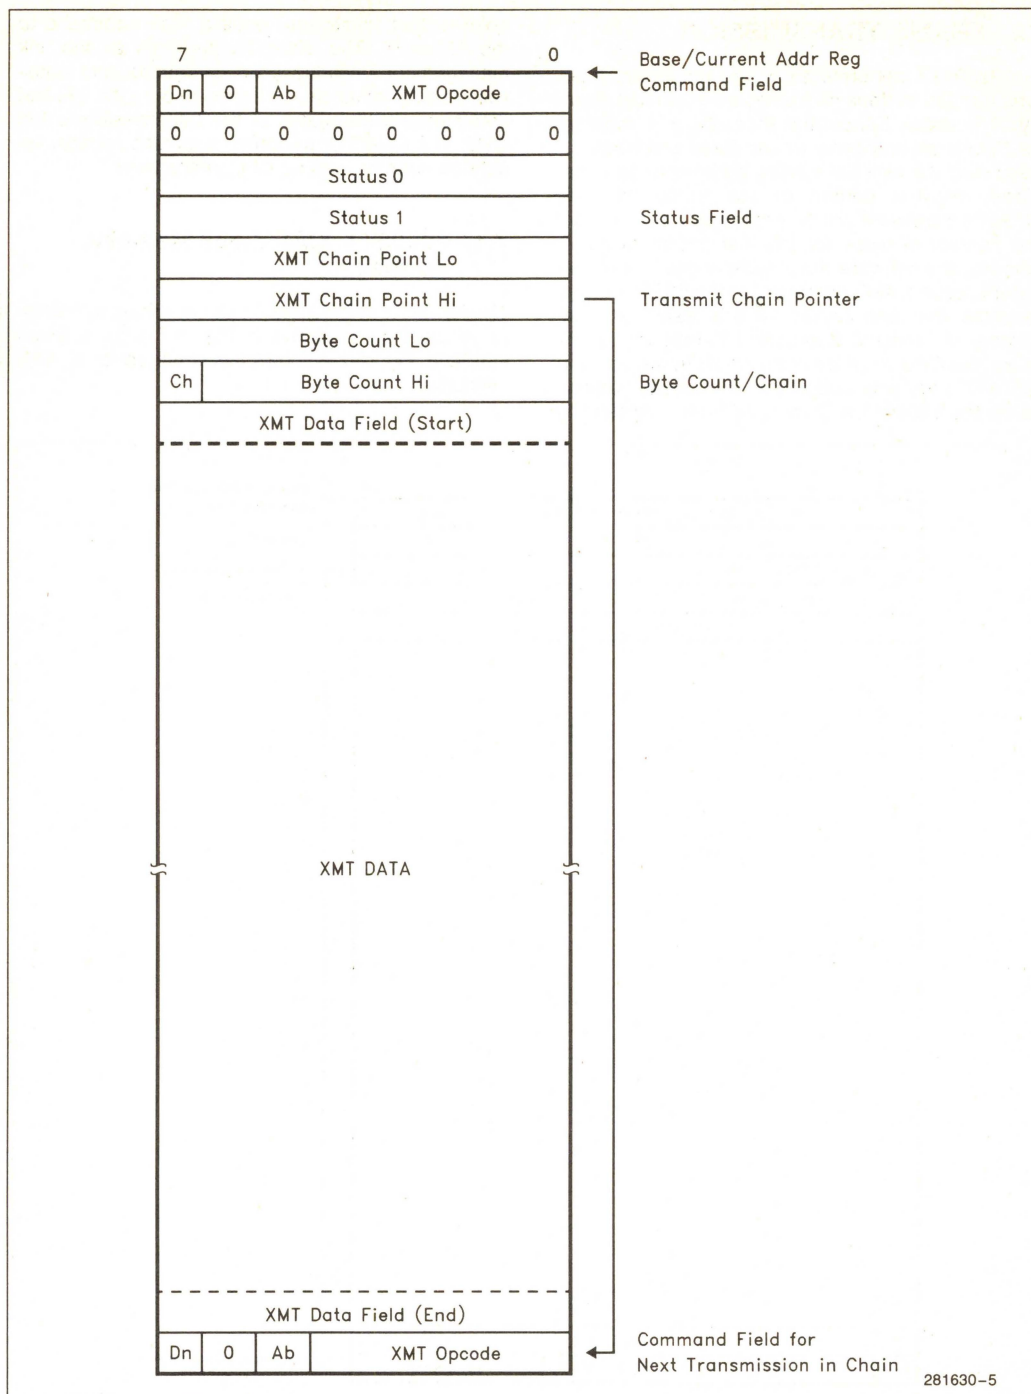 7 0 Base/Current Addr Reg
Command Field
Dn 0 Ab XMT Opcode
0 0 0 0 0 0 0 0
Status 0
Status 1 Status Field
XMT Chain Point Lo
XMT Chain Point Hi Transmit Chain Pointer
Byte Count Lo
Ch Byte Count Hi Byte Count/Chain
XMT Data Field (Start)
XMT DATA
XMT Data Field (End)
Dn 0 Ab XMT Opcode Command Field for
Next Transmission in Chain
281630-5